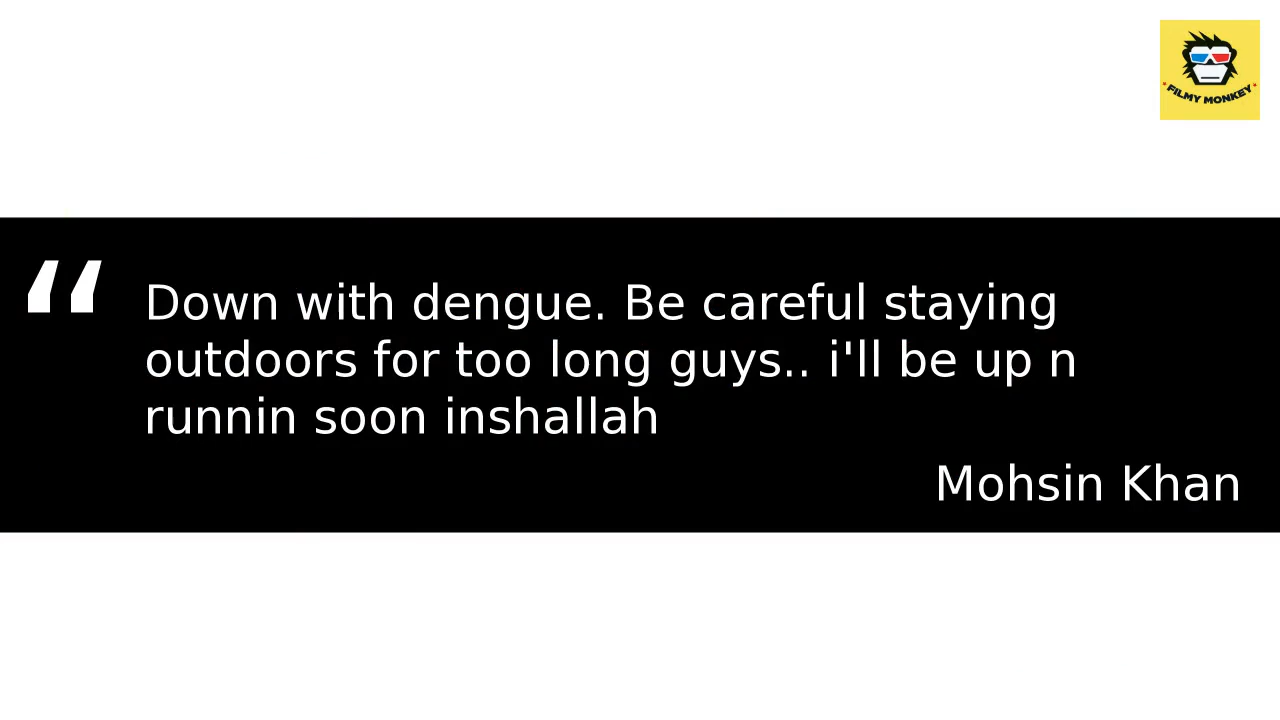 FILMY MONKEY
“
Down with dengue. Be careful staying
outdoors for too long guys.. i'll be up n
runnin soon inshallah
Mohsin Khan